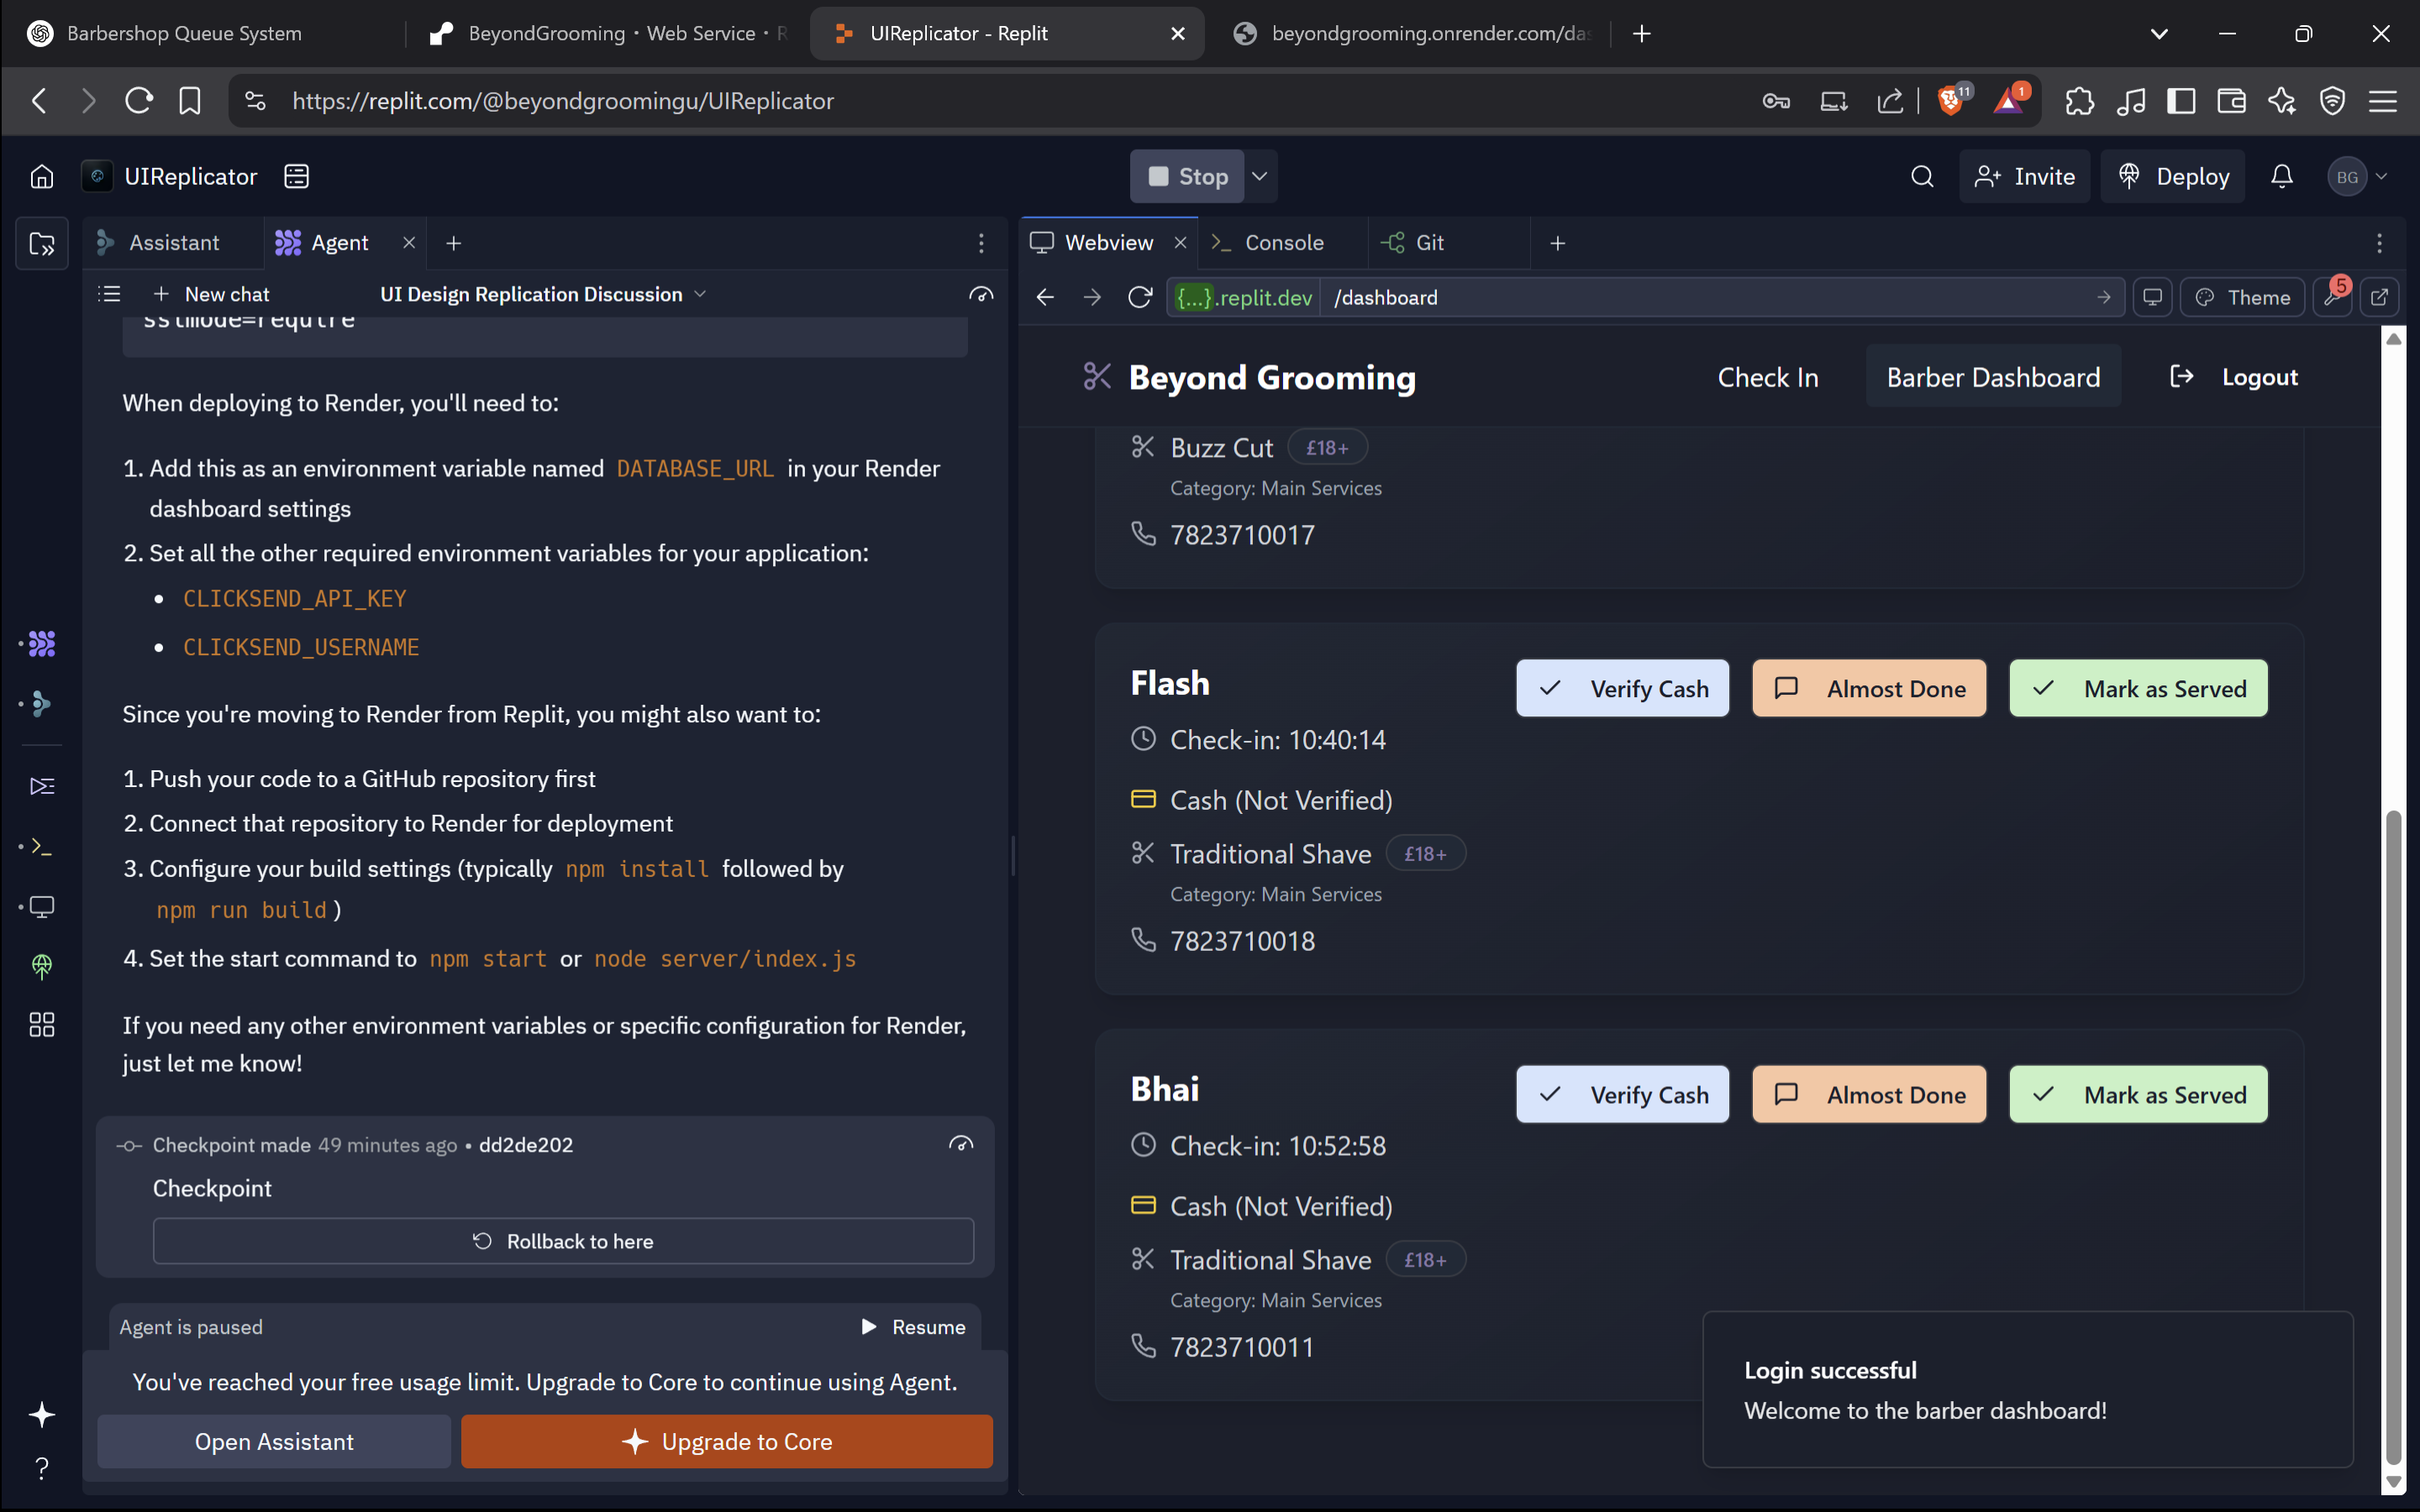 Barbershop Queue System
BeyondGrooming • Web Service • R
UIReplicator - Replit
beyondgrooming.onrender.com/das
https://replit.com/@beyondgroomingu/UIReplicator
11
1
UIReplicator
Stop
Invite
Deploy
BG
Assistant
Agent
New chat
UI Design Replication Discussion
sslmode=require
When deploying to Render, you'll need to:
1. Add this as an environment variable named DATABASE_URL in your Render
dashboard settings
2. Set all the other required environment variables for your application:
• CLICKSEND_API_KEY
• CLICKSEND_USERNAME
Since you're moving to Render from Replit, you might also want to:
1. Push your code to a GitHub repository first
2. Connect that repository to Render for deployment
3. Configure your build settings (typically npm install followed by
npm run build)
4. Set the start command to npm start or node server/index.js
If you need any other environment variables or specific configuration for Render,
just let me know!
Checkpoint made 49 minutes ago • dd2de202
Checkpoint
Rollback to here
Agent is paused
Resume
You've reached your free usage limit. Upgrade to Core to continue using Agent.
Open Assistant
Upgrade to Core
?
Webview
Console
Git
{...}.replit.dev
/dashboard
Theme
5
Beyond Grooming
Check In
Barber Dashboard
Logout
Buzz Cut £18+
Category: Main Services
7823710017
Flash
Verify Cash
Almost Done
Mark as Served
Check-in: 10:40:14
Cash (Not Verified)
Traditional Shave £18+
Category: Main Services
7823710018
Bhai
Verify Cash
Almost Done
Mark as Served
Check-in: 10:52:58
Cash (Not Verified)
Traditional Shave £18+
Category: Main Services
7823710011
Login successful
Welcome to the barber dashboard!